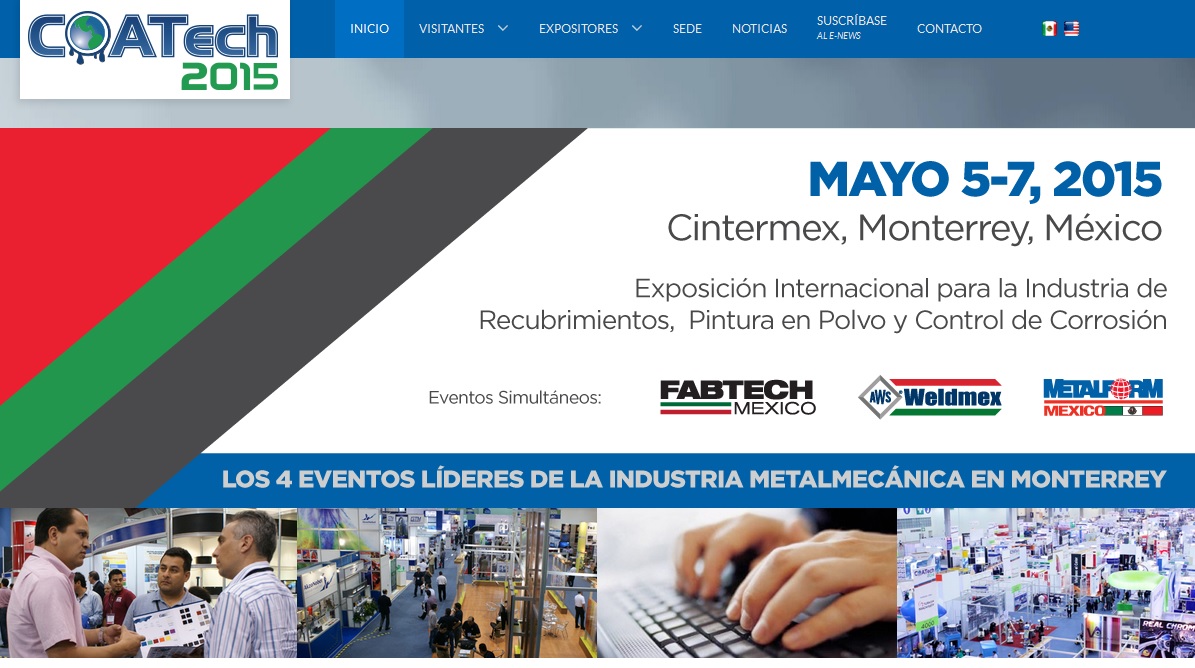 COATech
2015
INICIO
VISITANTES
EXPOSITORES
SEDE
NOTICIAS
SUSCRÍBASE
AL E-NEWS
CONTACTO
MAYO 5-7, 2015
Cintermex, Monterrey, México
Exposición Internacional para la Industria de
Recubrimientos, Pintura en Polvo y Control de Corrosión
Eventos Simultáneos:
FABTECH
MEXICO
AWS Weldmex
METALFORM
MEXICO
LOS 4 EVENTOS LÍDERES DE LA INDUSTRIA METALMECÁNICA EN MONTERREY
COATech
4000
REAL CHROM